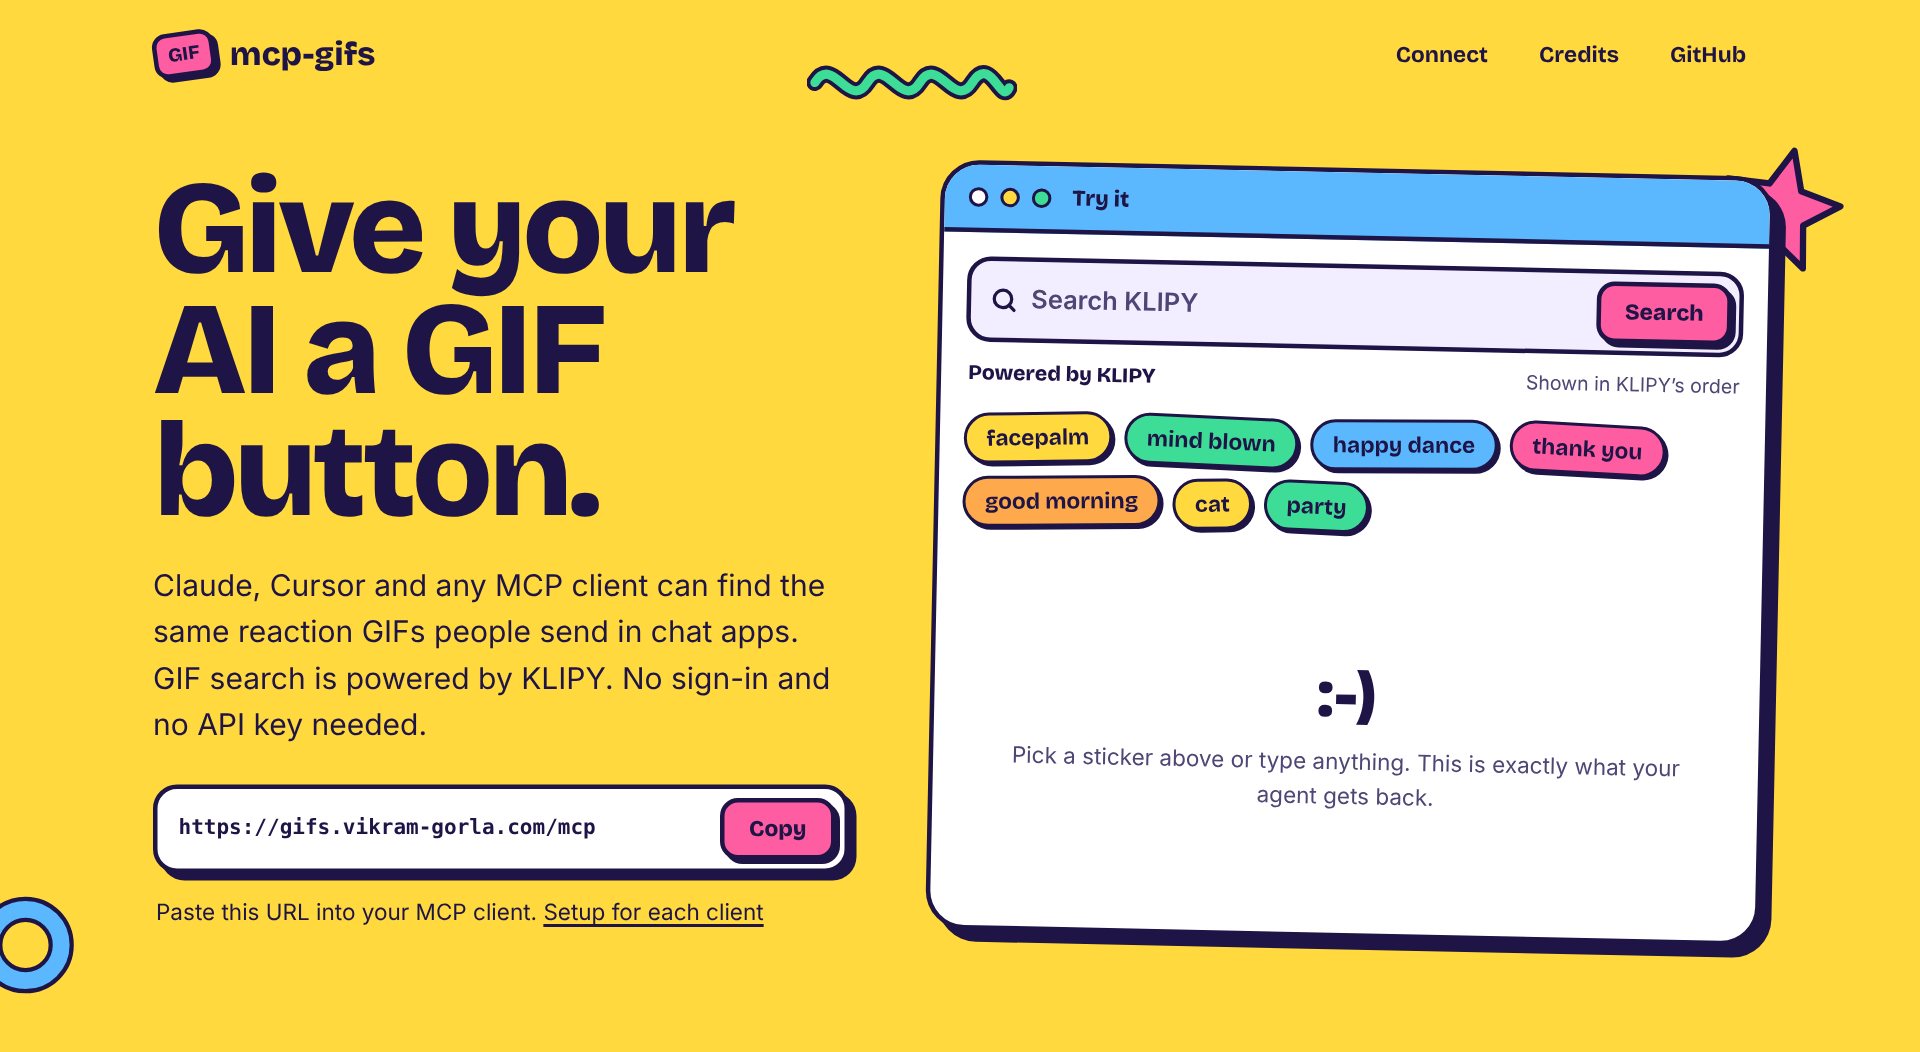 GIF mcp-gifs
Connect Credits GitHub
Give your
AI a GIF
button.
Claude, Cursor and any MCP client can find the
same reaction GIFs people send in chat apps.
GIF search is powered by KLIPY. No sign-in and
no API key needed.
https://gifs.vikram-gorla.com/mcp Copy
Paste this URL into your MCP client. Setup for each client
Try it
Search KLIPY Search
Powered by KLIPY Shown in KLIPY’s order
facepalm mind blown happy dance thank you
good morning cat party
:-)
Pick a sticker above or type anything. This is exactly what your
agent gets back.